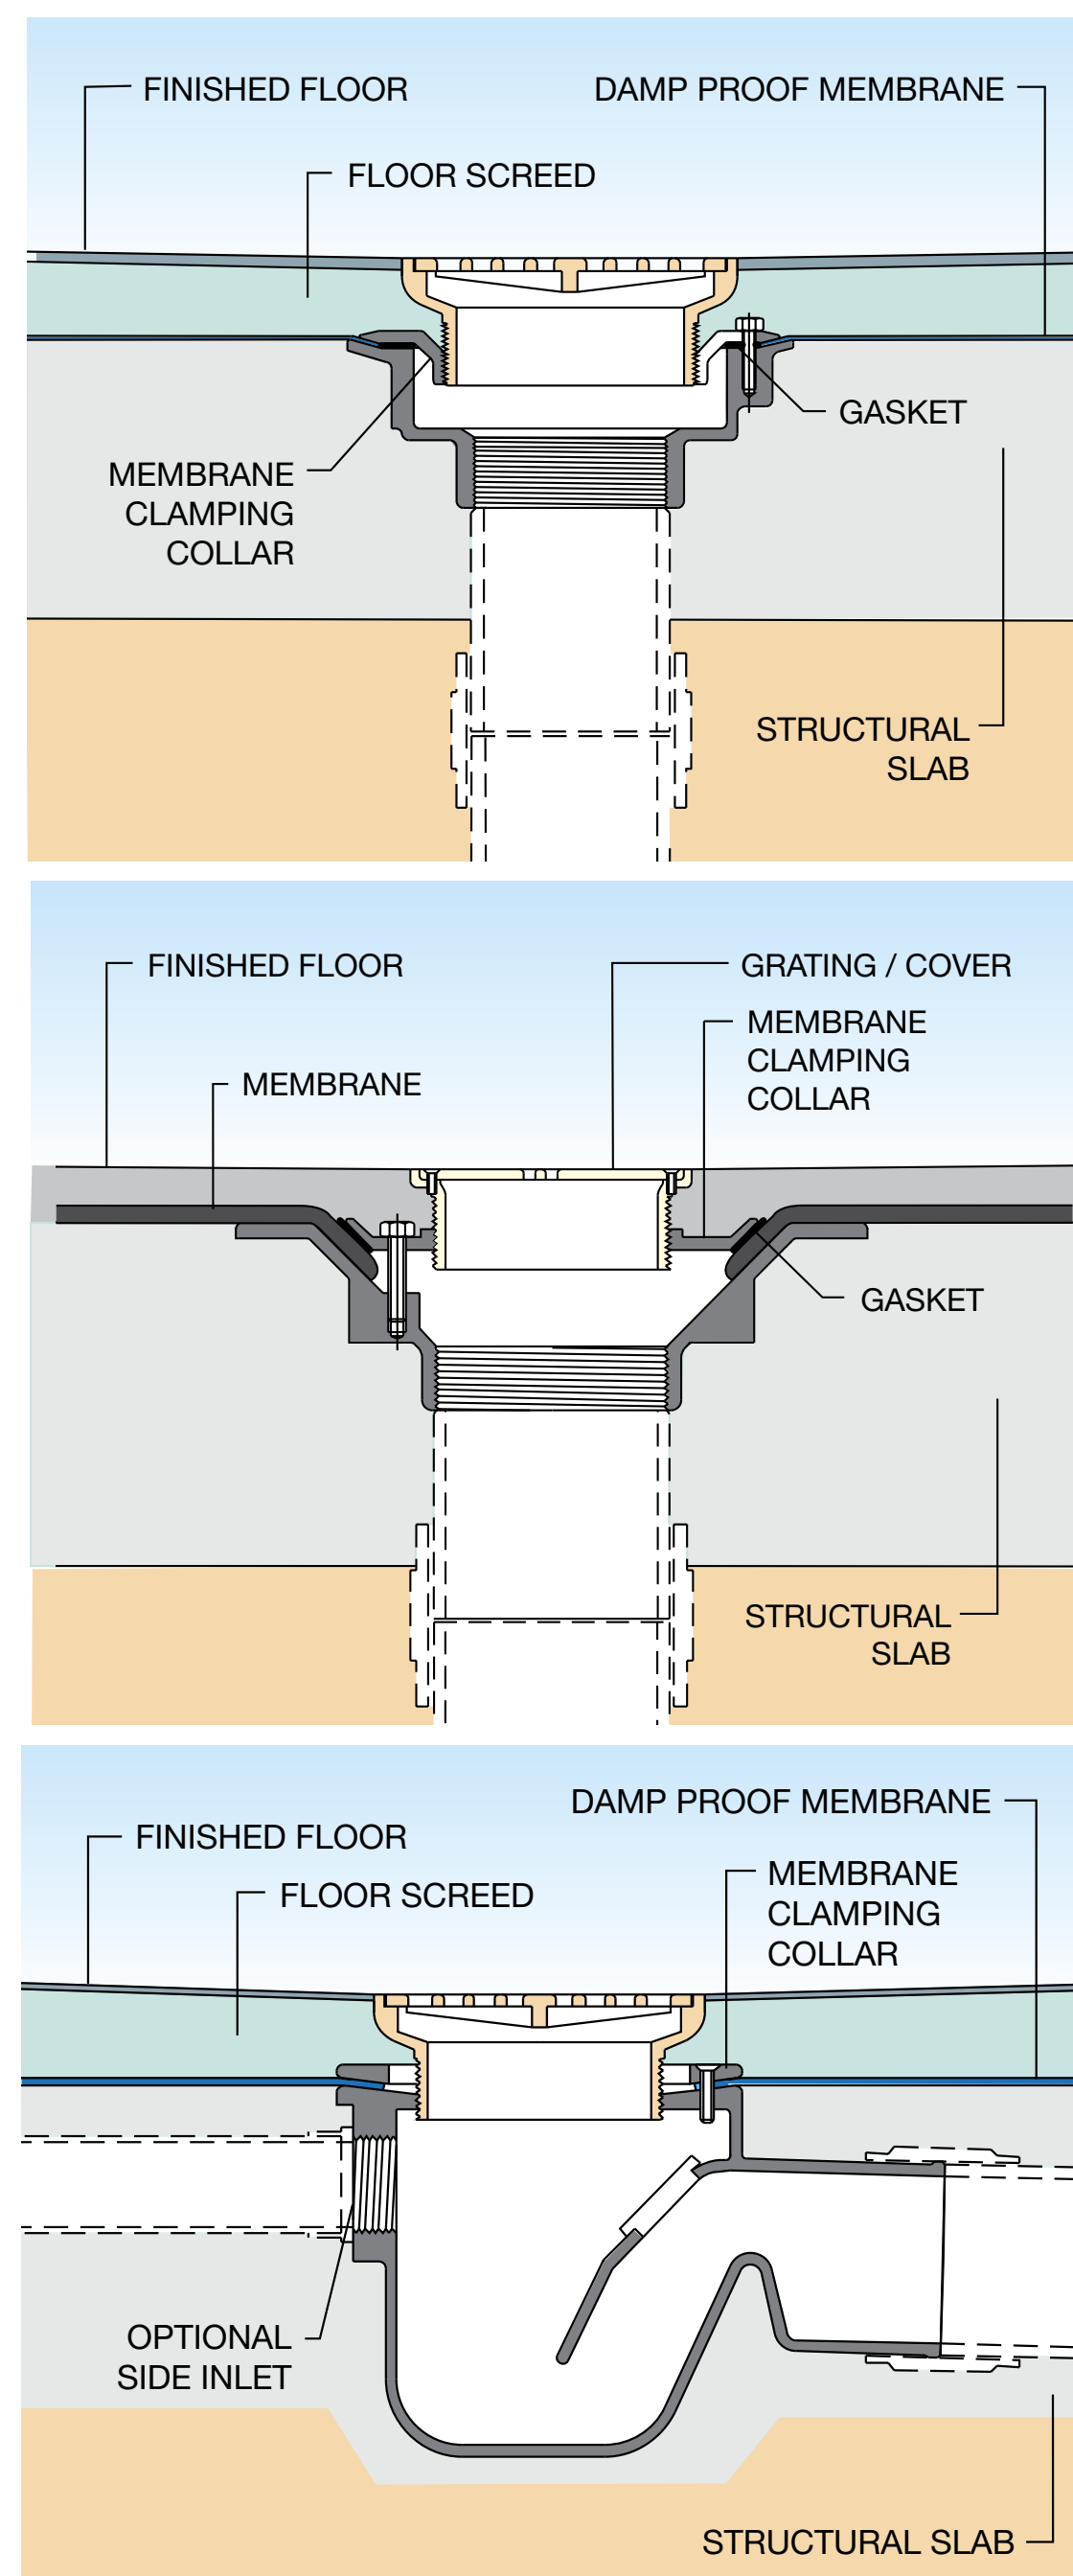 FINISHED FLOOR
DAMP PROOF MEMBRANE
FLOOR SCREED
GASKET
MEMBRANE
CLAMPING
COLLAR
STRUCTURAL
SLAB
FINISHED FLOOR
GRATING / COVER
MEMBRANE
CLAMPING
COLLAR
MEMBRANE
GASKET
STRUCTURAL
SLAB
DAMP PROOF MEMBRANE
FINISHED FLOOR
MEMBRANE
CLAMPING
COLLAR
FLOOR SCREED
OPTIONAL
SIDE INLET
STRUCTURAL SLAB